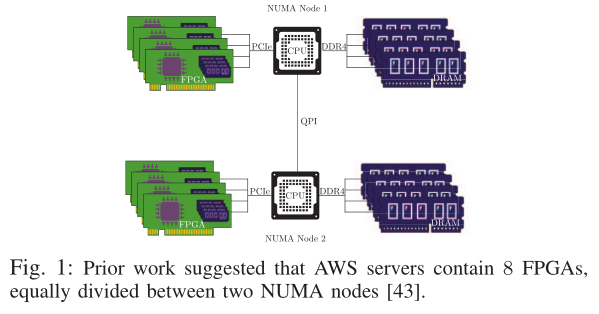 NUMA Node 1
FPGA PCIe CPU DDR4 DRAM
QPI
FPGA PCIe CPU DDR4 DRAM
NUMA Node 2
Fig. 1: Prior work suggested that AWS servers contain 8 FPGAs,
equally divided between two NUMA nodes [43].